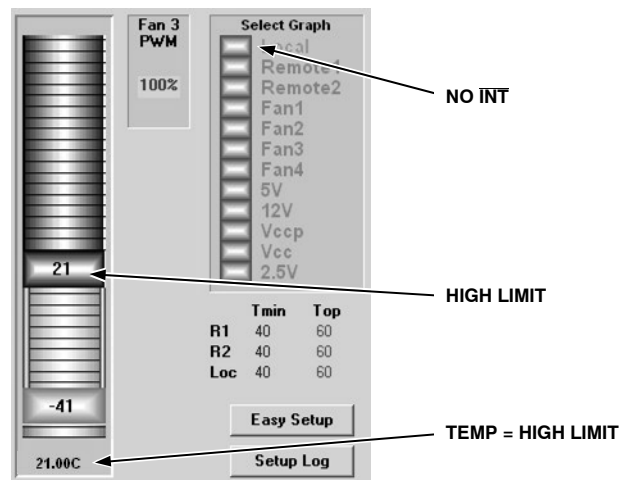 Fan 3
PWM
100%
Select Graph
Local
Remote1
Remote2
Fan1
Fan2
Fan3
Fan4
5V
12V
Vccp
Vcc
2.5V
NO INT
21
HIGH LIMIT
Tmin Top
R1 40 60
R2 40 60
Loc 40 60
-41
Easy Setup
TEMP = HIGH LIMIT
21.00C
Setup Log